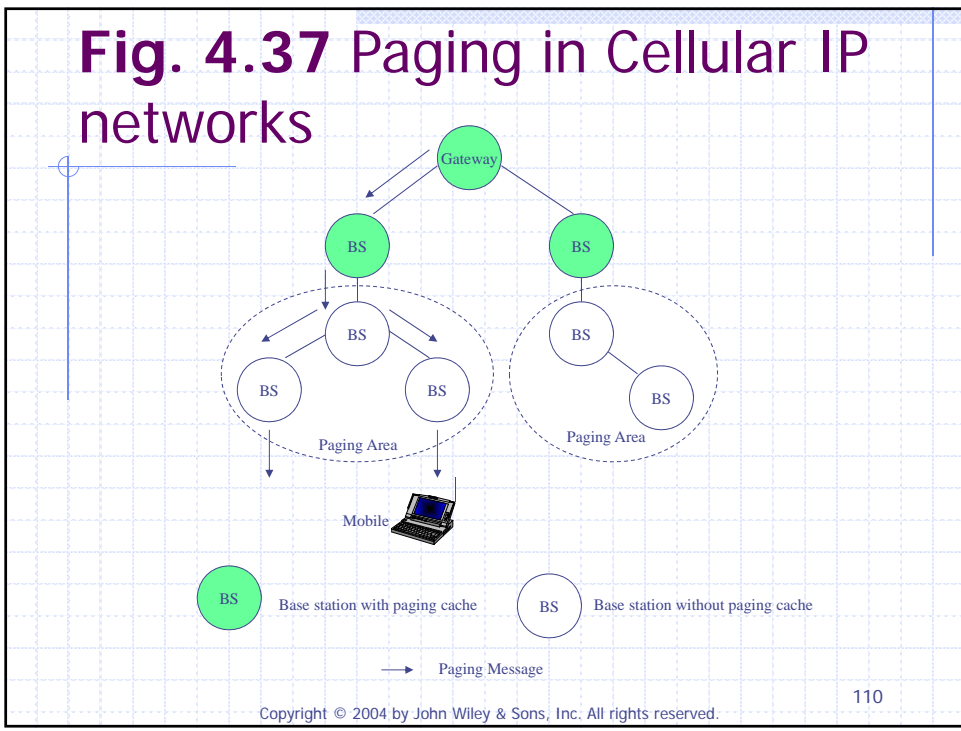 Fig. 4.37 Paging in Cellular IP
networks
Gateway
BS
BS
BS
BS
BS
BS
BS
Paging Area
Paging Area
Mobile
BS
Base station with paging cache
BS
Base station without paging cache
Paging Message
110
Copyright © 2004 by John Wiley & Sons, Inc. All rights reserved.